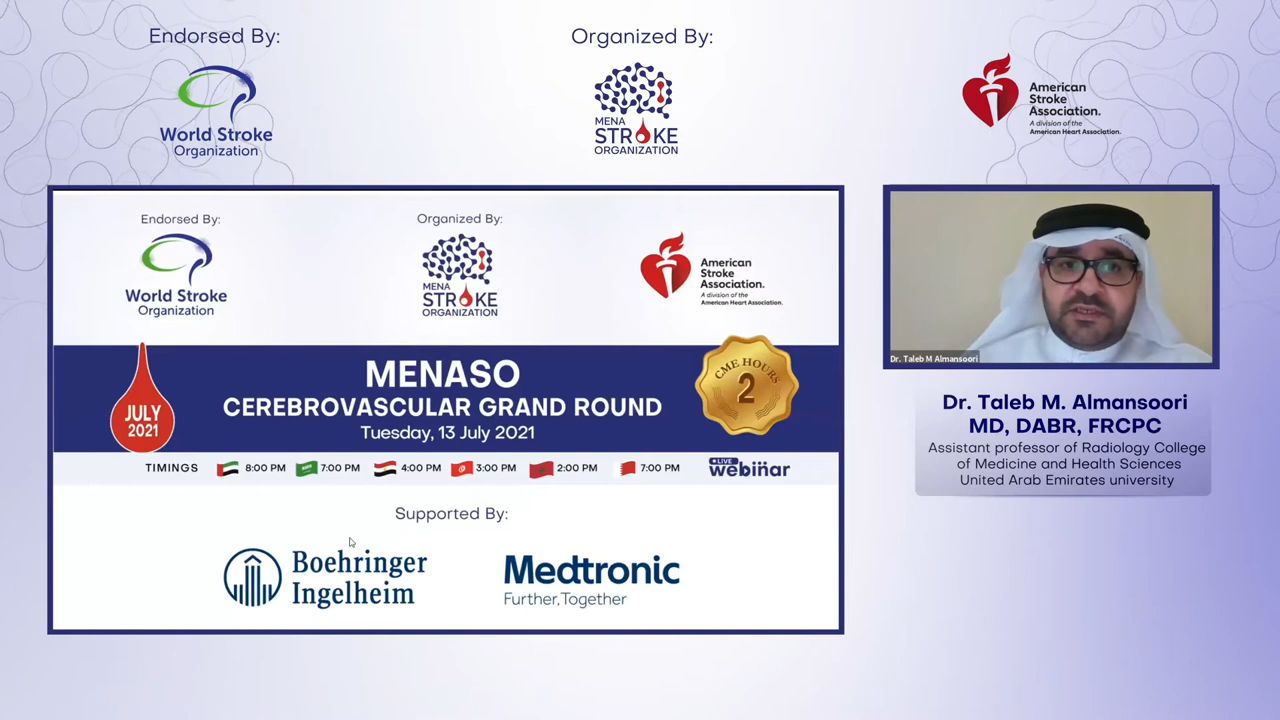 Endorsed By:
World Stroke
Organization
Organized By:
MENA
STROKE
ORGANIZATION
American
Stroke
Association.
A division of the
American Heart Association.
Endorsed By:
World Stroke
Organization
Organized By:
MENA
STROKE
ORGANIZATION
American
Stroke
Association.
A division of the
American Heart Association.
JULY
2021
MENASO
CEREBROVASCULAR GRAND ROUND
Tuesday, 13 July 2021
CME HOURS
2
TIMINGS 8:00 PM 7:00 PM 4:00 PM 3:00 PM 2:00 PM 7:00 PM
LIVE
webinar
Supported By:
Boehringer
Ingelheim
Medtronic
Further, Together
Dr. Taleb M Almansoori
Dr. Taleb M. Almansoori
MD, DABR, FRCPC
Assistant professor of Radiology College
of Medicine and Health Sciences
United Arab Emirates university